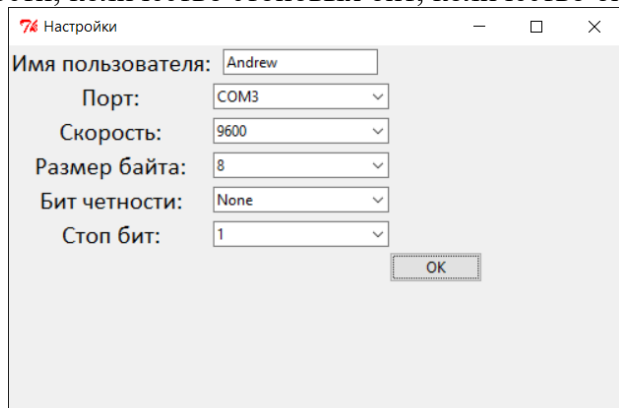 Настройки
Имя пользователя: Andrew
Порт: COM3
Скорость: 9600
Размер байта: 8
Бит четности: None
Стоп бит: 1
OK